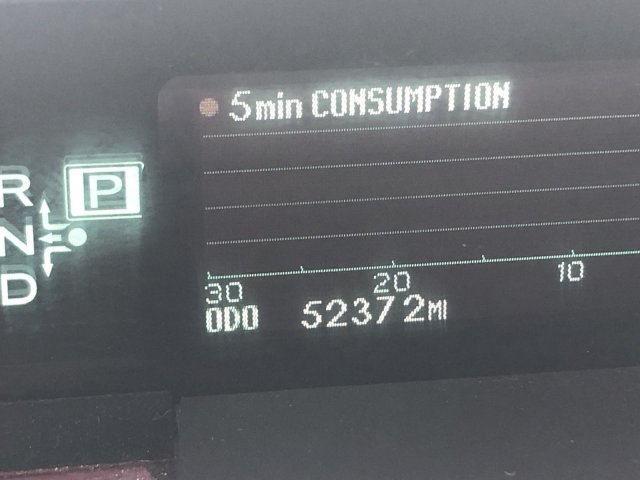 5min CONSUMPTION
R P
N
D
30 20 10
ODO 52372MI